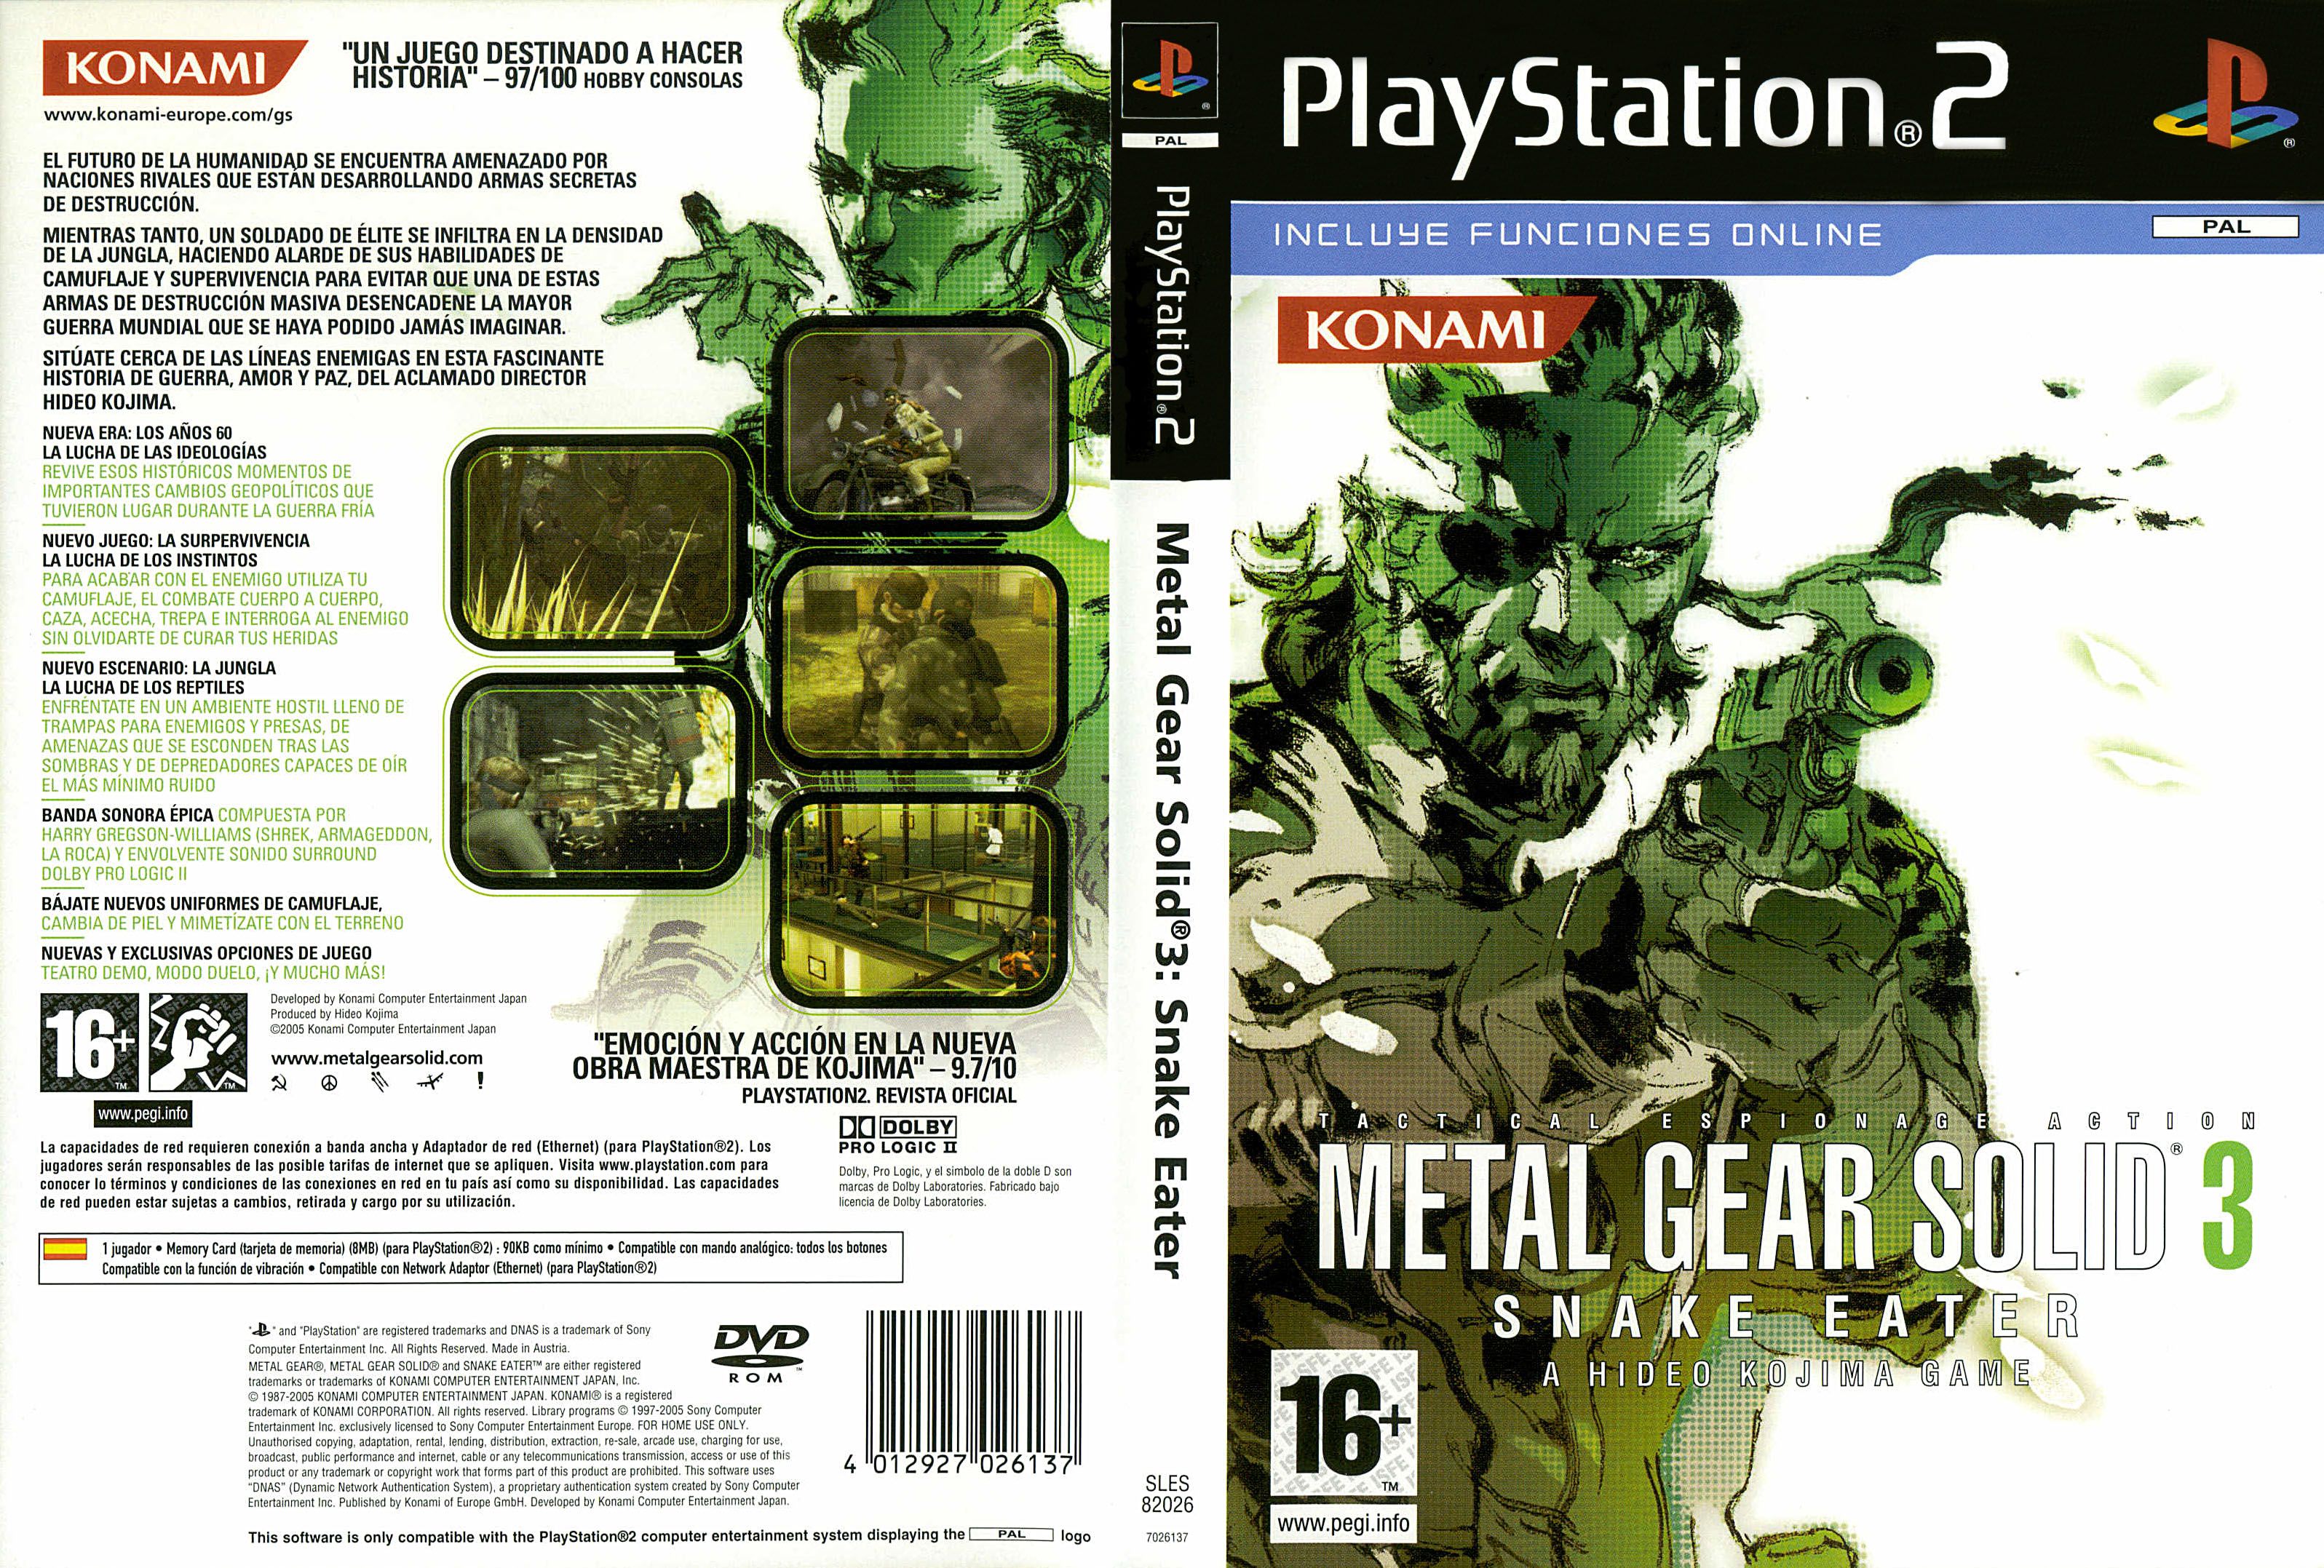 KONAMI
www.konami-europe.com/gs
"UN JUEGO DESTINADO A HACER
HISTORIA" – 97/100 HOBBY CONSOLAS
EL FUTURO DE LA HUMANIDAD SE ENCUENTRA AMENAZADO POR
NACIONES RIVALES QUE ESTÁN DESARROLLANDO ARMAS SECRETAS
DE DESTRUCCIÓN.
MIENTRAS TANTO, UN SOLDADO DE ÉLITE SE INFILTRA EN LA DENSIDAD
DE LA JUNGLA, HACIENDO ALARDE DE SUS HABILIDADES DE
CAMUFLAJE Y SUPERVIVENCIA PARA EVITAR QUE UNA DE ESTAS
ARMAS DE DESTRUCCIÓN MASIVA DESENCADENE LA MAYOR
GUERRA MUNDIAL QUE SE HAYA PODIDO JAMÁS IMAGINAR.
SITÚATE CERCA DE LAS LÍNEAS ENEMIGAS EN ESTA FASCINANTE
HISTORIA DE GUERRA, AMOR Y PAZ, DEL ACLAMADO DIRECTOR
HIDEO KOJIMA.
NUEVA ERA: LOS AÑOS 60
LA LUCHA DE LAS IDEOLOGÍAS
REVIVE ESOS HISTÓRICOS MOMENTOS DE
IMPORTANTES CAMBIOS GEOPOLÍTICOS QUE
TUVIERON LUGAR DURANTE LA GUERRA FRÍA
NUEVO JUEGO: LA SURPERVIVENCIA
LA LUCHA DE LOS INSTINTOS
PARA ACABAR CON EL ENEMIGO UTILIZA TU
CAMUFLAJE, EL COMBATE CUERPO A CUERPO,
CAZA, ACECHA, TREPA E INTERROGA AL ENEMIGO
SIN OLVIDARTE DE CURAR TUS HERIDAS
NUEVO ESCENARIO: LA JUNGLA
LA LUCHA DE LOS REPTILES
ENFRÉNTATE EN UN AMBIENTE HOSTIL LLENO DE
TRAMPAS PARA ENEMIGOS Y PRESAS, DE
AMENAZAS QUE SE ESCONDEN TRAS LAS
SOMBRAS Y DE DEPREDADORES CAPACES DE OÍR
EL MÁS MÍNIMO RUIDO
BANDA SONORA ÉPICA COMPUESTA POR
HARRY GREGSON-WILLIAMS (SHREK, ARMAGEDDON,
LA ROCA) Y ENVOLVENTE SONIDO SURROUND
DOLBY PRO LOGIC II
BÁJATE NUEVOS UNIFORMES DE CAMUFLAJE,
CAMBIA DE PIEL Y MIMETÍZATE CON EL TERRENO
NUEVAS Y EXCLUSIVAS OPCIONES DE JUEGO
TEATRO DEMO, MODO DUELO, ¡Y MUCHO MÁS!
16+™
™
www.pegi.info
Developed by Konami Computer Entertainment Japan
Produced by Hideo Kojima
©2005 Konami Computer Entertainment Japan
www.metalgearsolid.com
!
"EMOCIÓN Y ACCIÓN EN LA NUEVA
OBRA MAESTRA DE KOJIMA" – 9.7/10
PLAYSTATION2. REVISTA OFICIAL
La capacidades de red requieren conexión a banda ancha y Adaptador de red (Ethernet) (para PlayStation®2). Los
jugadores serán responsables de las posible tarifas de internet que se apliquen. Visita www.playstation.com para
conocer lo términos y condiciones de las conexiones en red en tu país así como su disponibilidad. Las capacidades
de red pueden estar sujetas a cambios, retirada y cargo por su utilización.
DOLBY
PRO LOGIC II
Dolby, Pro Logic, y el simbolo de la doble D son
marcas de Dolby Laboratories. Fabricado bajo
licencia de Dolby Laboratories.
1 jugador • Memory Card (tarjeta de memoria) (8MB) (para PlayStation®2) : 90KB como mínimo • Compatible con mando analógico: todos los botones
Compatible con la función de vibración • Compatible con Network Adaptor (Ethernet) (para PlayStation®2)
" " and "PlayStation" are registered trademarks and DNAS is a trademark of Sony
Computer Entertainment Inc. All Rights Reserved. Made in Austria.
METAL GEAR®, METAL GEAR SOLID® and SNAKE EATER™ are either registered
trademarks or trademarks of KONAMI COMPUTER ENTERTAINMENT JAPAN, Inc.
© 1987-2005 KONAMI COMPUTER ENTERTAINMENT JAPAN. KONAMI® is a registered
trademark of KONAMI CORPORATION. All rights reserved. Library programs © 1997-2005 Sony Computer
Entertainment Inc. exclusively licensed to Sony Computer Entertainment Europe. FOR HOME USE ONLY.
Unauthorised copying, adaptation, rental, lending, distribution, extraction, re-sale, arcade use, charging for use,
broadcast, public performance and internet, cable or any telecommunications transmission, access or use of this
product or any trademark or copyright work that forms part of this product are prohibited. This software uses
"DNAS" (Dynamic Network Authentication System), a proprietary authentication system created by Sony Computer
Entertainment Inc. Published by Konami of Europe GmbH. Developed by Konami Computer Entertainment Japan.
DVD™
ROM
4 012927 026137
This software is only compatible with the PlayStation®2 computer entertainment system displaying the PAL logo
PAL
PlayStation®2
Metal Gear Solid®3: Snake Eater
SLES
82026
7026137
PlayStation®2
INCLUYE FUNCIONES ONLINE
PAL
KONAMI
TACTICAL ESPIONAGE ACTION
METAL GEAR SOLID® 3
SNAKE EATER
A HIDEO KOJIMA GAME
16+™
www.pegi.info